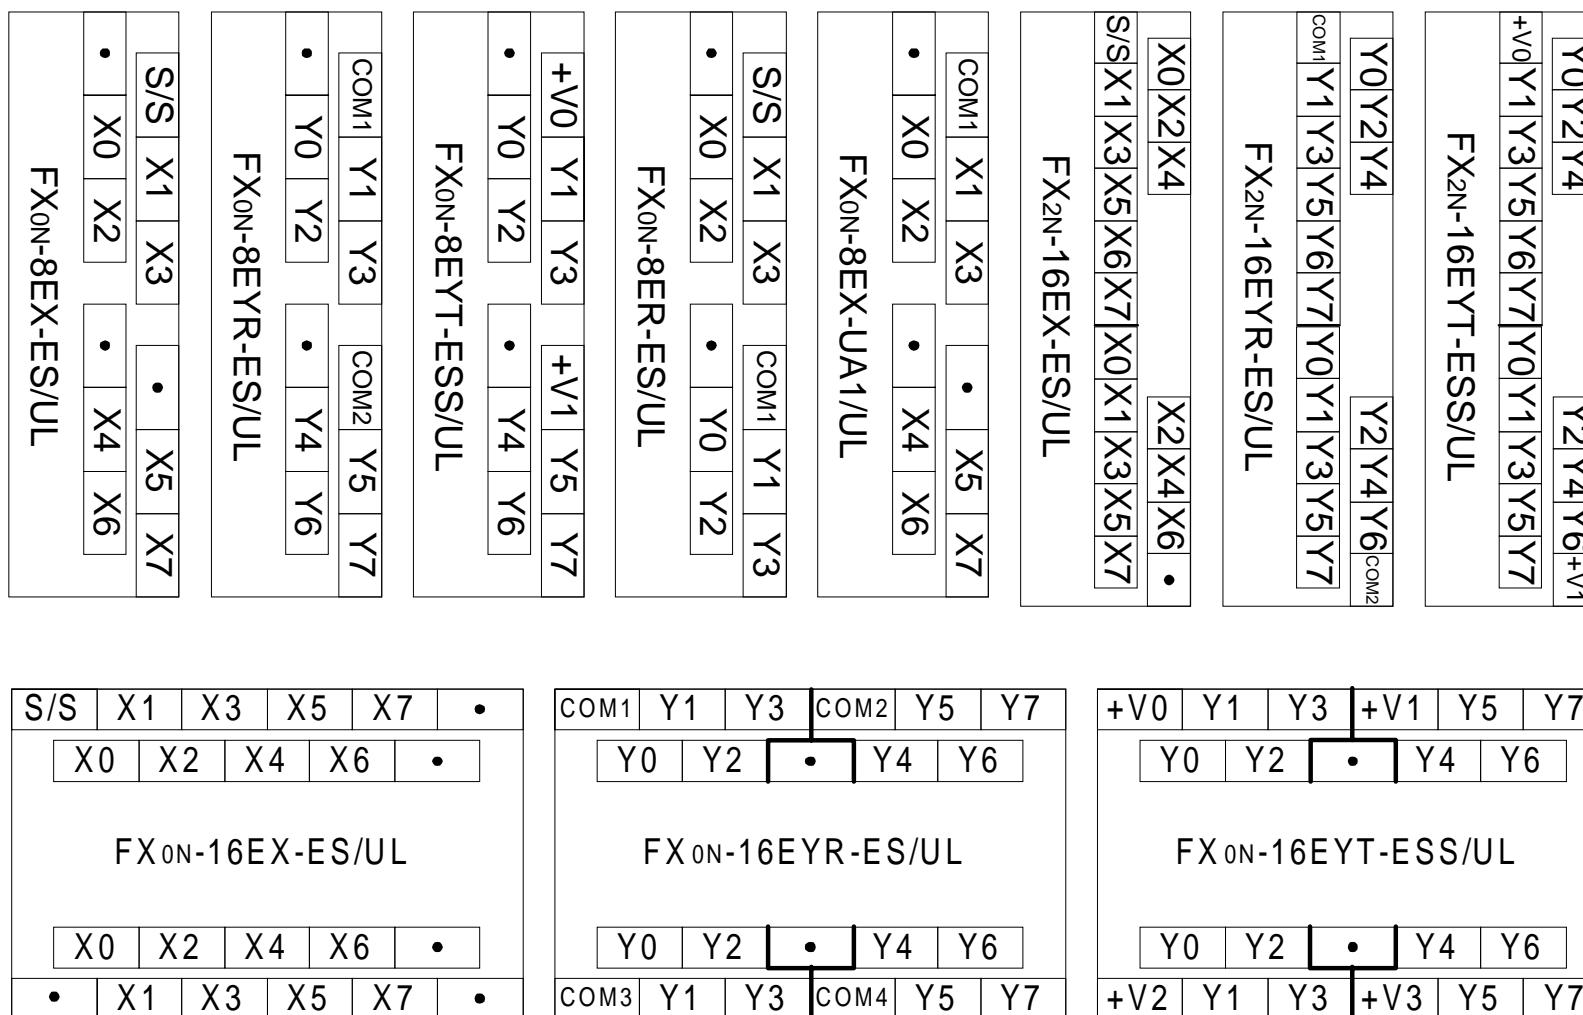 S/S X1 X3 • X5 X7
• X0 X2 • X4 X6
FX0N-8EX-ES/UL
COM1 Y1 Y3 COM2 Y5 Y7
• Y0 Y2 • Y4 Y6
FX0N-8EYR-ES/UL
+V0 Y1 Y3 +V1 Y5 Y7
• Y0 Y2 • Y4 Y6
FX0N-8EYT-ESS/UL
S/S X1 X3 COM1 Y1 Y3
• X0 X2 • Y0 Y2
FX0N-8ER-ES/UL
COM1 X1 X3 • X5 X7
• X0 X2 • X4 X6
FX0N-8EX-UA1/UL
X0 X2 X4 X2 X4 X6 •
S/S X1 X3 X5 X6 X7 X0 X1 X3 X5 X7
FX2N-16EX-ES/UL
Y0 Y2 Y4 Y2 Y4 Y6 COM2
COM1 Y1 Y3 Y5 Y6 Y7 Y0 Y1 Y3 Y5 Y7
FX2N-16EYR-ES/UL
Y0 Y2 Y4 Y2 Y4 Y6 +V1
+V0 Y1 Y3 Y5 Y6 Y7 Y0 Y1 Y3 Y5 Y7
FX2N-16EYT-ESS/UL
S/S X1 X3 X5 X7 •
X0 X2 X4 X6 •
FX0N-16EX-ES/UL
X0 X2 X4 X6 •
• X1 X3 X5 X7 •
COM1 Y1 Y3 COM2 Y5 Y7
Y0 Y2 • Y4 Y6
FX0N-16EYR-ES/UL
Y0 Y2 • Y4 Y6
COM3 Y1 Y3 COM4 Y5 Y7
+V0 Y1 Y3 +V1 Y5 Y7
Y0 Y2 • Y4 Y6
FX0N-16EYT-ESS/UL
Y0 Y2 • Y4 Y6
+V2 Y1 Y3 +V3 Y5 Y7